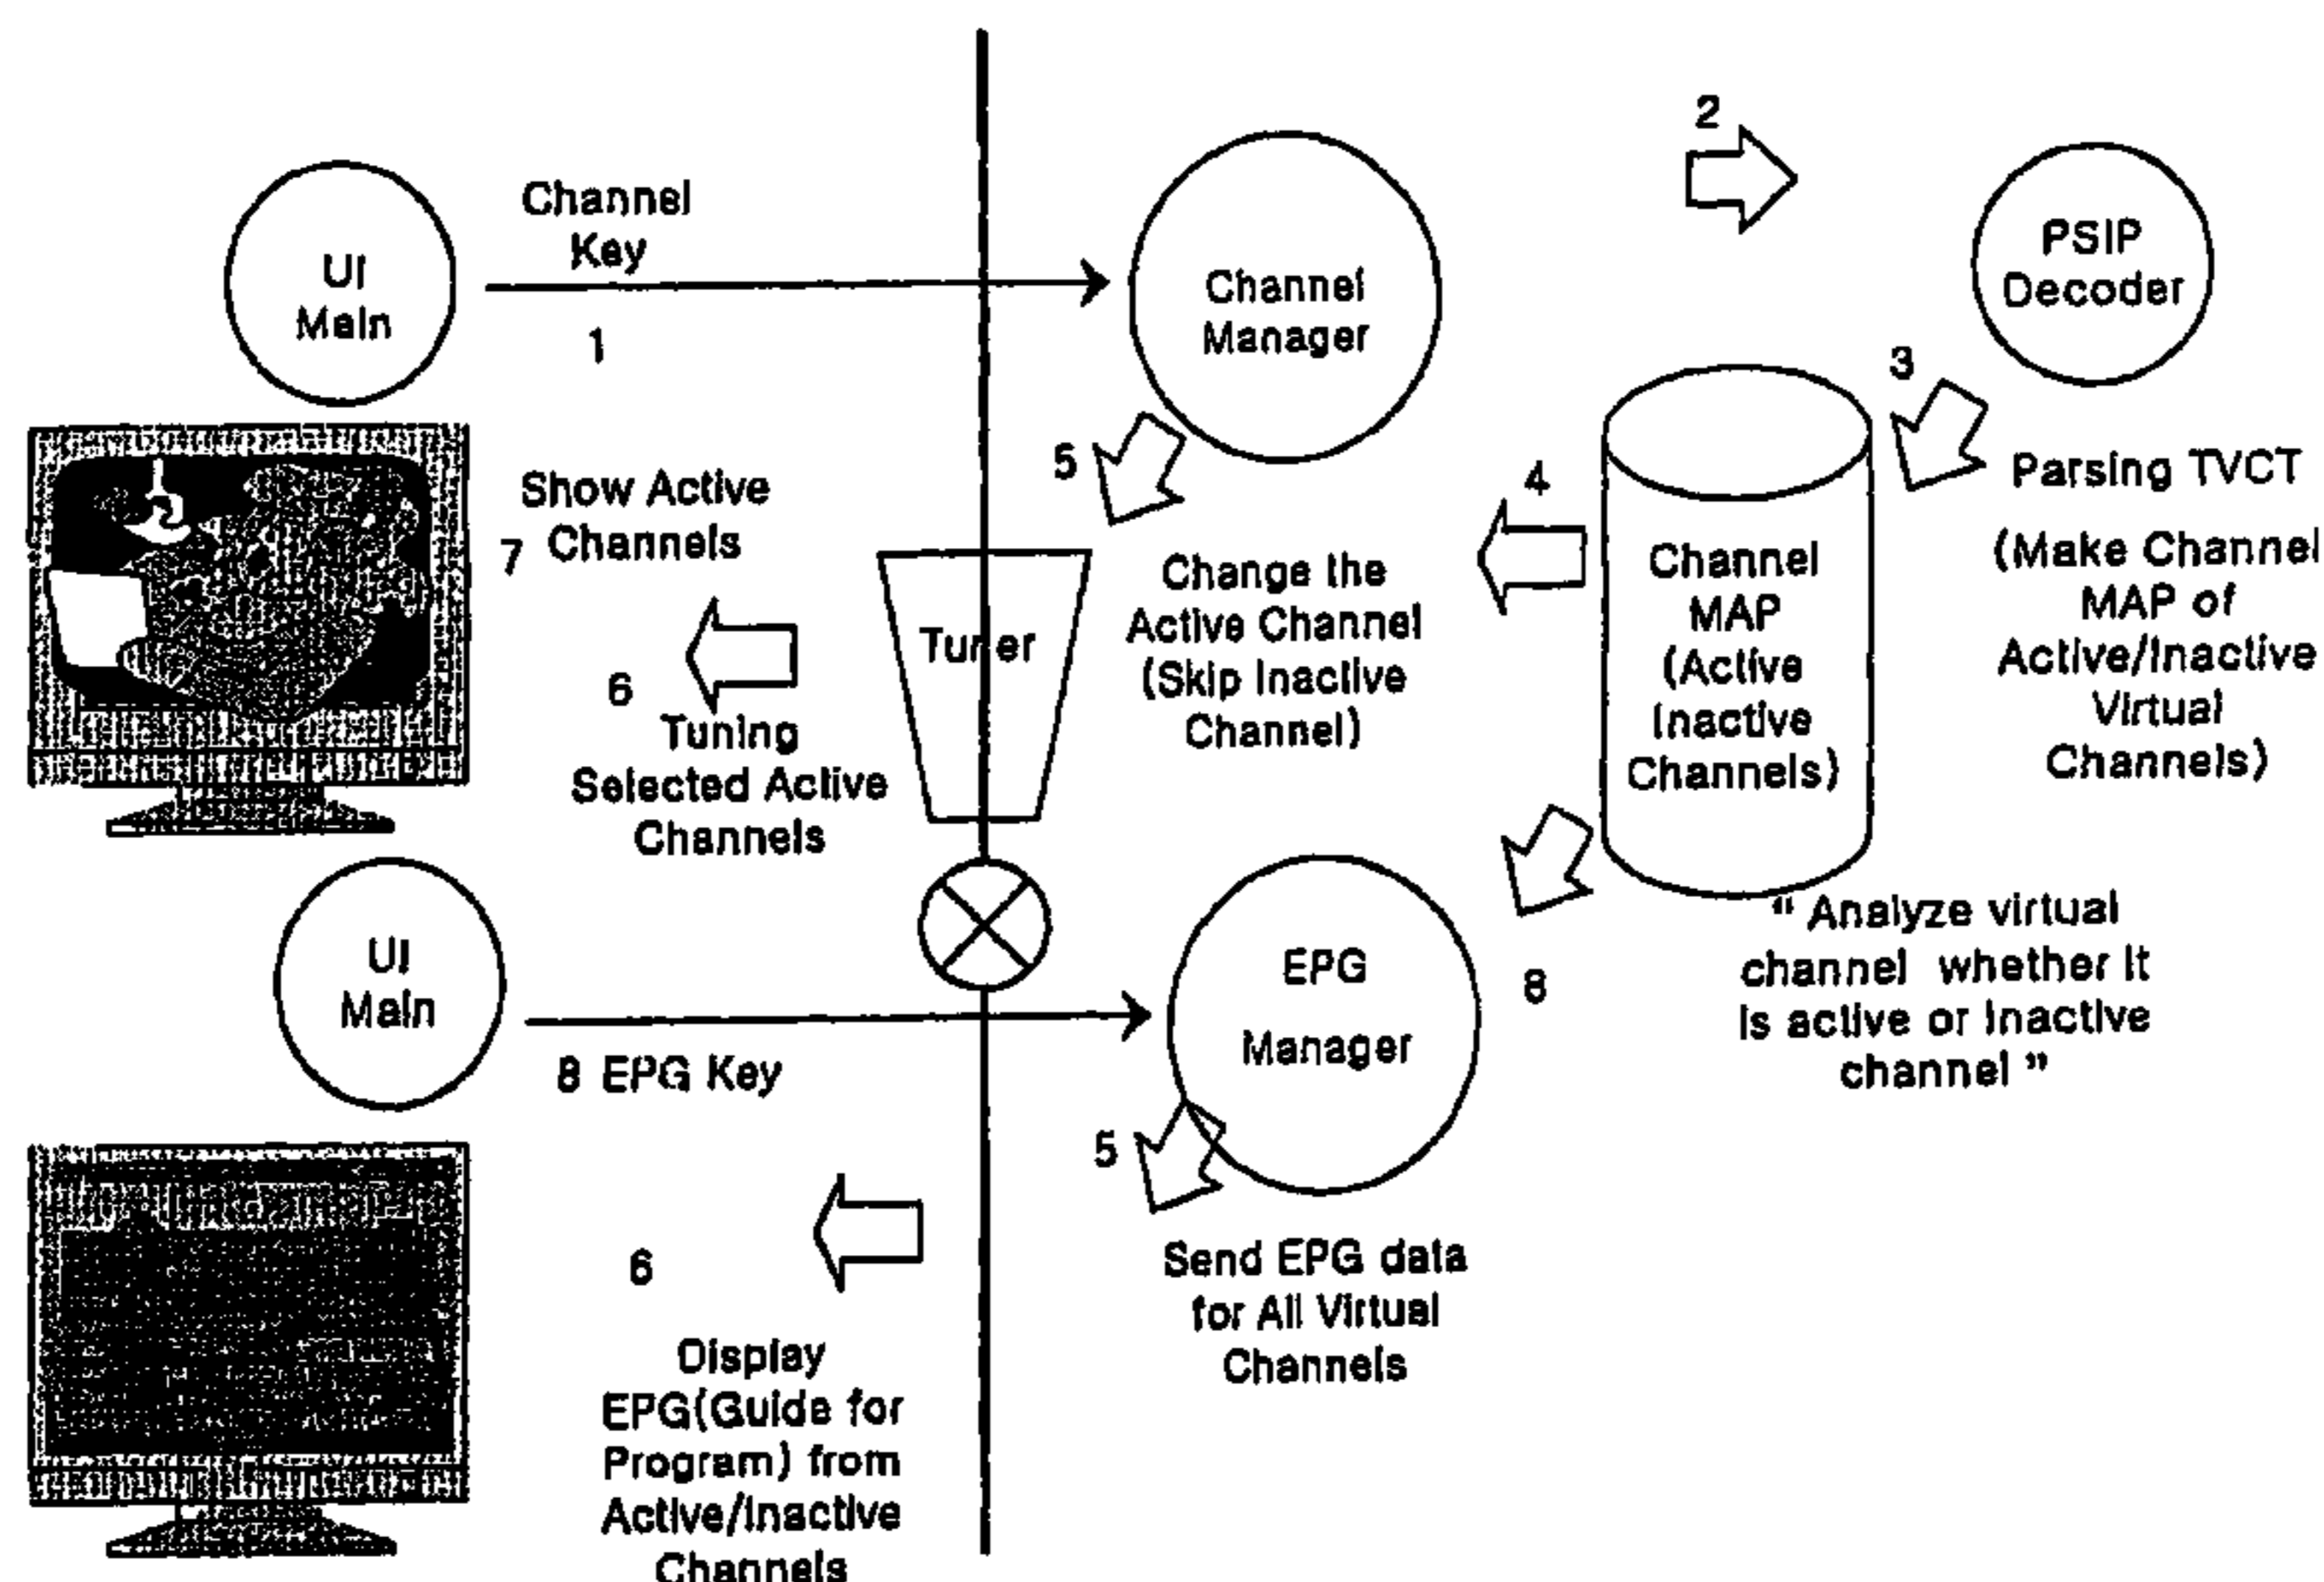 2
Channel
Key
UI
Main
1
Channel
Manager
PSIP
Decoder
3
5
4
7
Show Active
Channels
Parsing TVCT
(Make Channel
MAP of
Active/Inactive
Virtual
Channels)
Channel
MAP
(Active
Inactive
Channels)
Change the
Active Channel
(Skip Inactive
Channel)
Tuner
6
Tuning
Selected Active
Channels
UI
Main
8 EPG Key
EPG
Manager
8
“ Analyze virtual
channel whether it
is active or Inactive
channel ”
5
Send EPG data
for All Virtual
Channels
6
Display
EPG(Guide for
Program) from
Active/Inactive
Channels